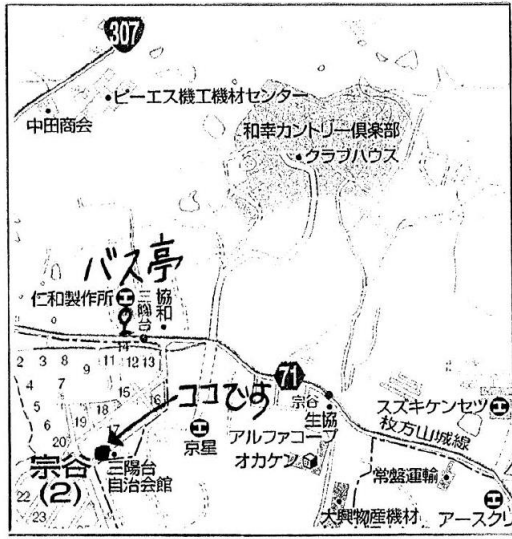 307
ピーエス機工機材センター
中田商会
和幸カントリー倶楽部
クラブハウス
バス亭
仁和製作所
三陽台
協和
14
2 3 8 9 11 12 13
4 7
71
ココです
宗谷
生協
スズキケンセツ
枚方山城線
5
6
15
16
18
19
17
20
京星
アルファコープ
オカケン
宗谷
(2)
三陽台
自治会館
常盤運輸
22
23
大興物産機材
アースクリ